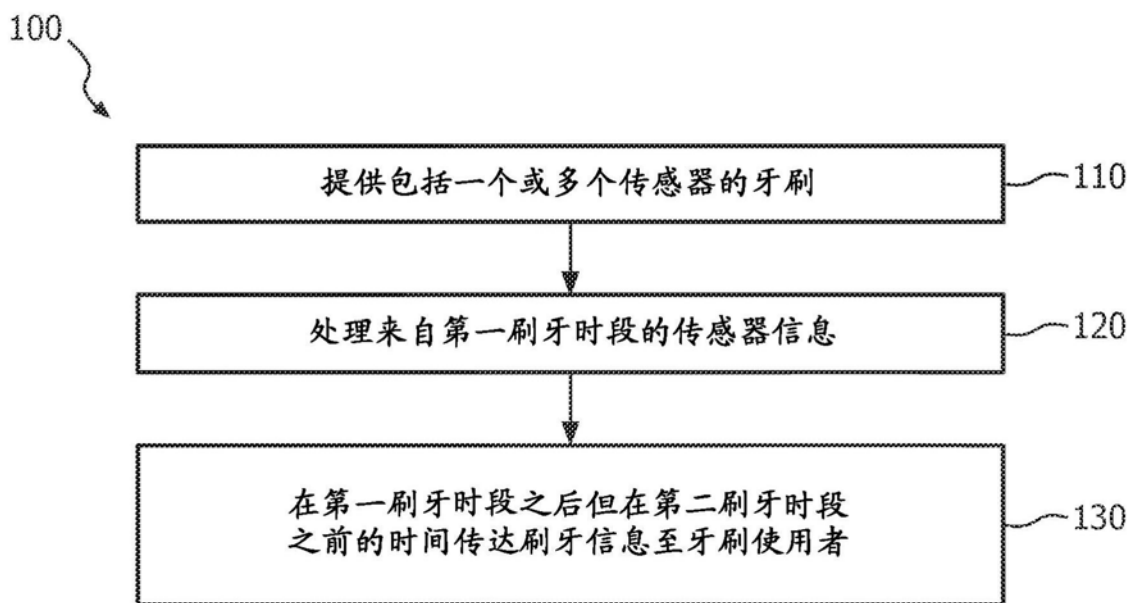 100
提供包括一个或多个传感器的牙刷
110
处理来自第一刷牙时段的传感器信息
120
在第一刷牙时段之后但在第二刷牙时段
之前的时间传达刷牙信息至牙刷使用者
130